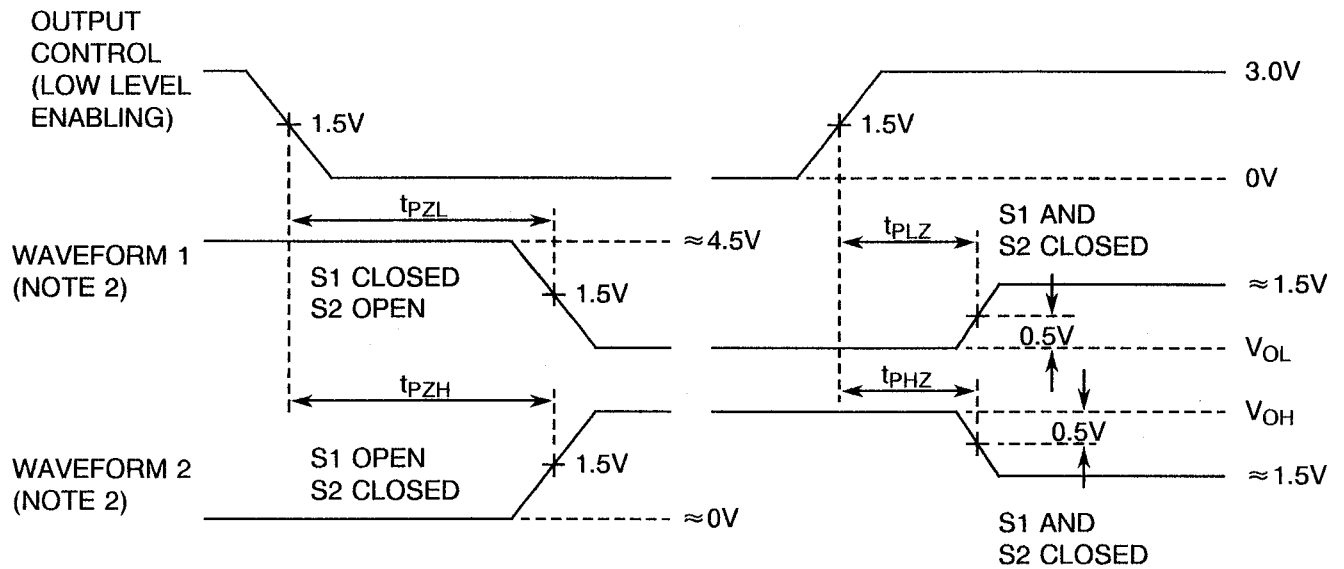 OUTPUT
CONTROL
(LOW LEVEL
ENABLING)
1.5V
1.5V
3.0V
0V
tPZL
tPLZ
S1 AND
S2 CLOSED
WAVEFORM 1
(NOTE 2)
S1 CLOSED
S2 OPEN
≈4.5V
1.5V
≈1.5V
0.5V
VOL
tPZH
tPHZ
VOH
0.5V
WAVEFORM 2
(NOTE 2)
S1 OPEN
S2 CLOSED
1.5V
≈1.5V
≈0V
S1 AND
S2 CLOSED